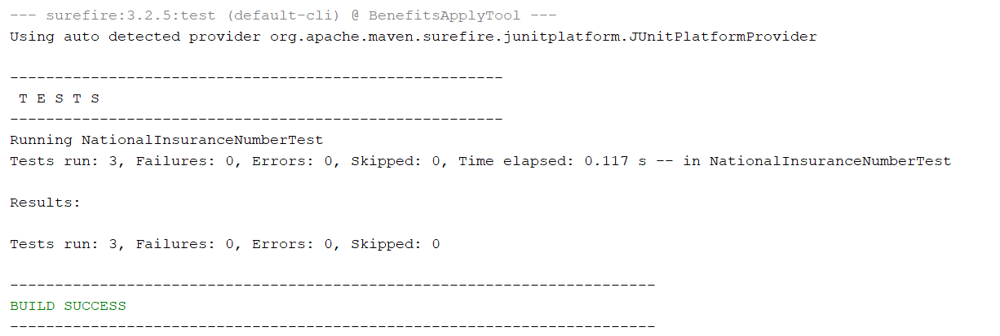 --- surefire:3.2.5:test (default-cli) @ BenefitsApplyTool ---
Using auto detected provider org.apache.maven.surefire.junitplatform.JUnitPlatformProvider
-------------------------------------------------------
 T E S T S
-------------------------------------------------------
Running NationalInsuranceNumberTest
Tests run: 3, Failures: 0, Errors: 0, Skipped: 0, Time elapsed: 0.117 s -- in NationalInsuranceNumberTest
Results:
Tests run: 3, Failures: 0, Errors: 0, Skipped: 0
------------------------------------------------------------------------
BUILD SUCCESS
------------------------------------------------------------------------